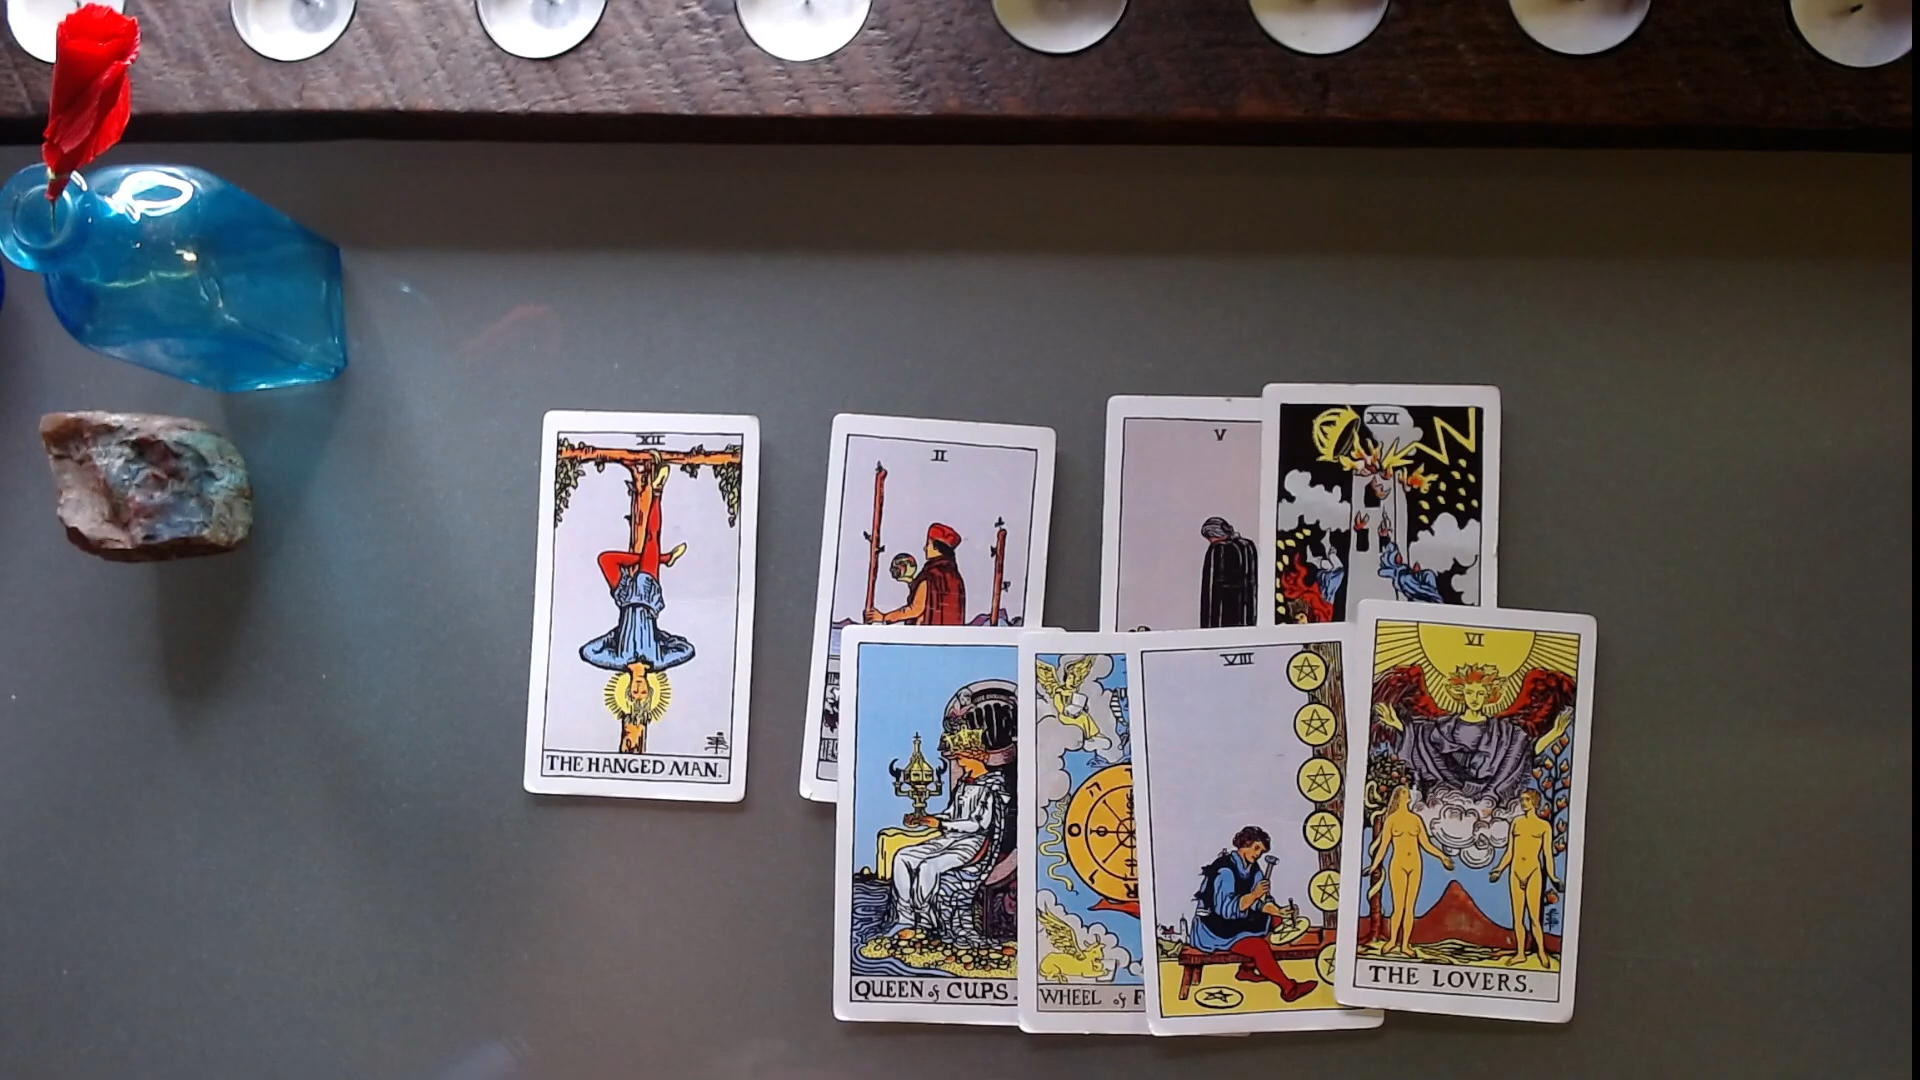 XII
THE HANGED MAN.
II
V
XVI
QUEEN of CUPS.
WHEEL of F
VIII
VI
THE LOVERS.